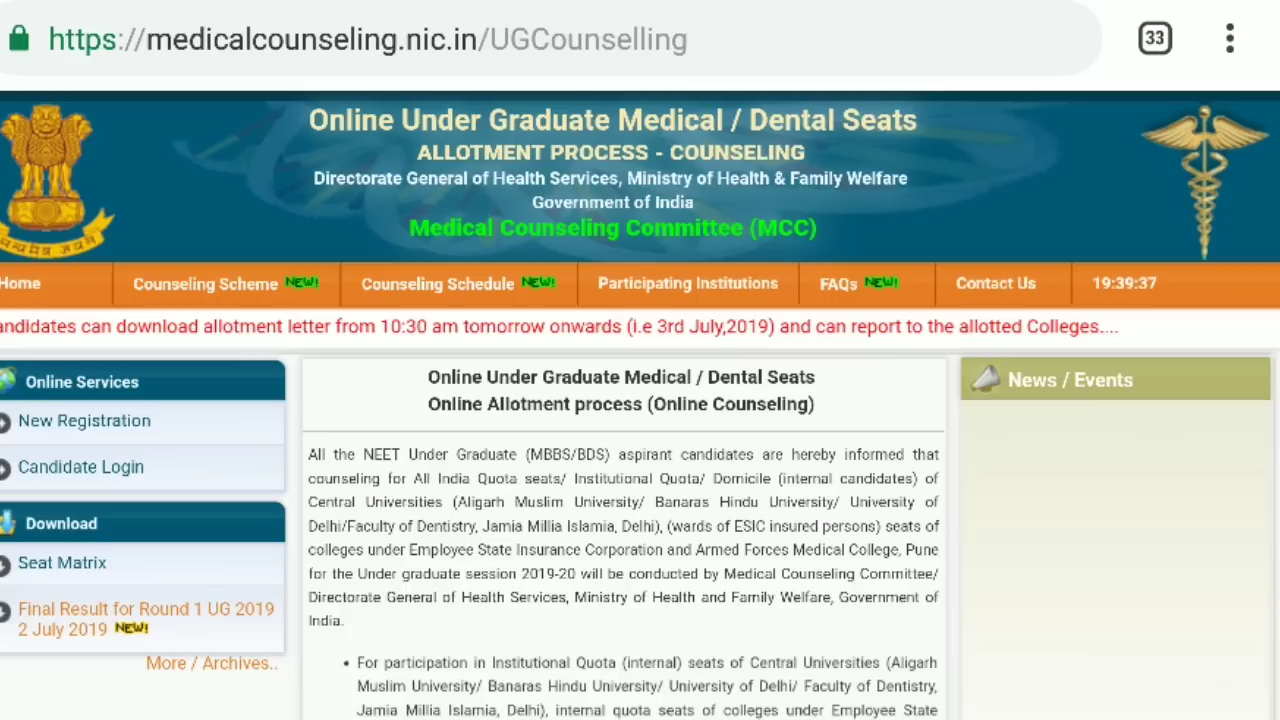 https://medicalcounseling.nic.in/UGCounselling
33
Online Under Graduate Medical / Dental Seats
ALLOTMENT PROCESS - COUNSELING
Directorate General of Health Services, Ministry of Health & Family Welfare
Government of India
Medical Counseling Committee (MCC)
सत्यमेव जयते
Home
Counseling Scheme NEW!
Counseling Schedule NEW!
Participating Institutions
FAQs NEW!
Contact Us
19:39:37
andidates can download allotment letter from 10:30 am tomorrow onwards (i.e 3rd July,2019) and can report to the allotted Colleges....
Online Services
New Registration
Candidate Login
Download
Seat Matrix
Final Result for Round 1 UG 2019
2 July 2019 NEW!
More / Archives..
Online Under Graduate Medical / Dental Seats
Online Allotment process (Online Counseling)
All the NEET Under Graduate (MBBS/BDS) aspirant candidates are hereby informed that
counseling for All India Quota seats/ Institutional Quota/ Domicile (internal candidates) of
Central Universities (Aligarh Muslim University/ Banaras Hindu University/ University of
Delhi/Faculty of Dentistry, Jamia Millia Islamia, Delhi), (wards of ESIC insured persons) seats of
colleges under Employee State Insurance Corporation and Armed Forces Medical College, Pune
for the Under graduate session 2019-20 will be conducted by Medical Counseling Committee/
Directorate General of Health Services, Ministry of Health and Family Welfare, Government of
India.
• For participation in Institutional Quota (internal) seats of Central Universities (Aligarh
Muslim University/ Banaras Hindu University/ University of Delhi/ Faculty of Dentistry,
Jamia Millia Islamia, Delhi), internal quota seats of colleges under Employee State
News / Events